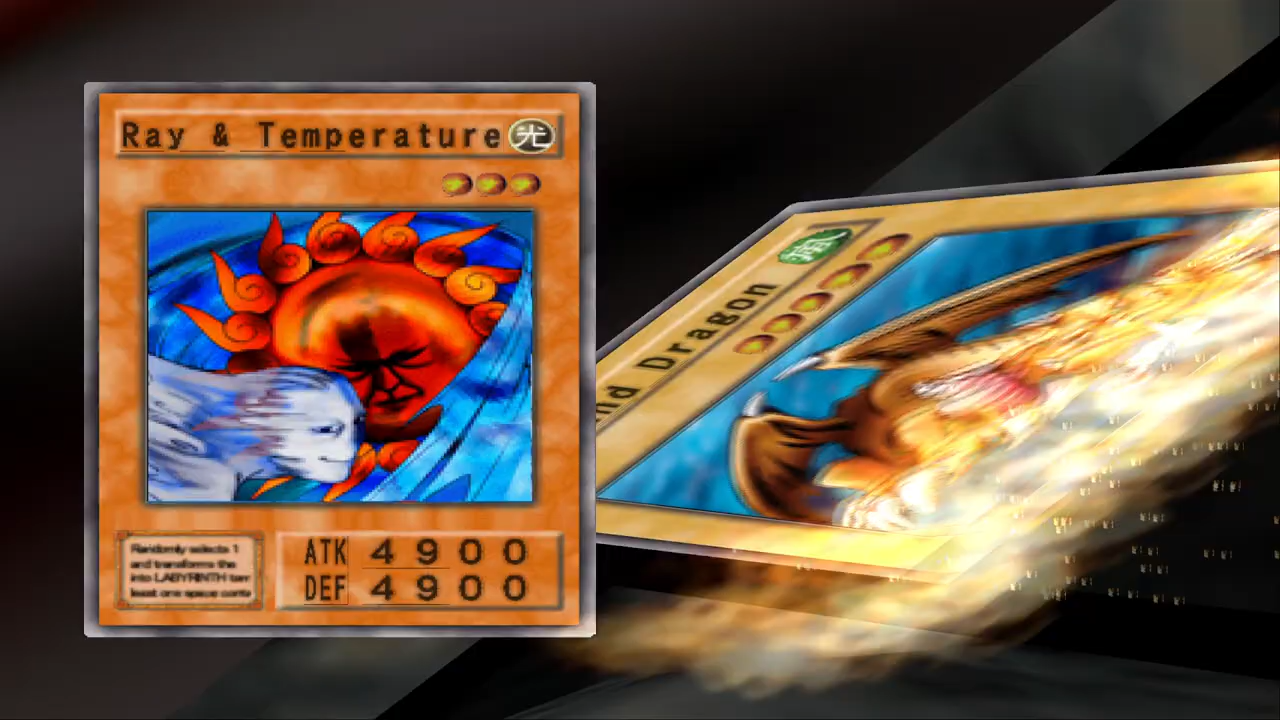 Ray & Temperature 光
Randomly selects 1
and transforms the
into LABYRINTH terr
least one space conta
ATK 4900
DEF 4900
nd Dragon 風